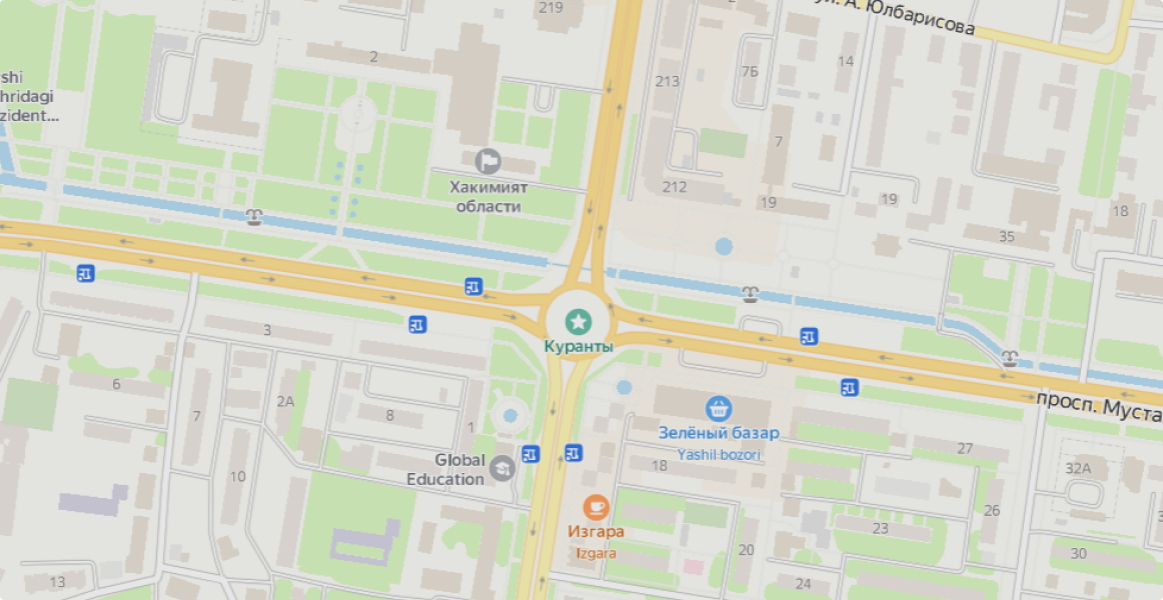 219
ул. А. Юлбарисова
2
213
7Б
14
shi
hridagi
zident...
7
Хакимият
области
212
19
19
18
35
Куранты
3
6
2А
7
8
1
просп. Муста
Зелёный базар
Yashil bozori
27
Global
Education
18
10
32А
26
Изгара
Izgara
23
20
30
13
24